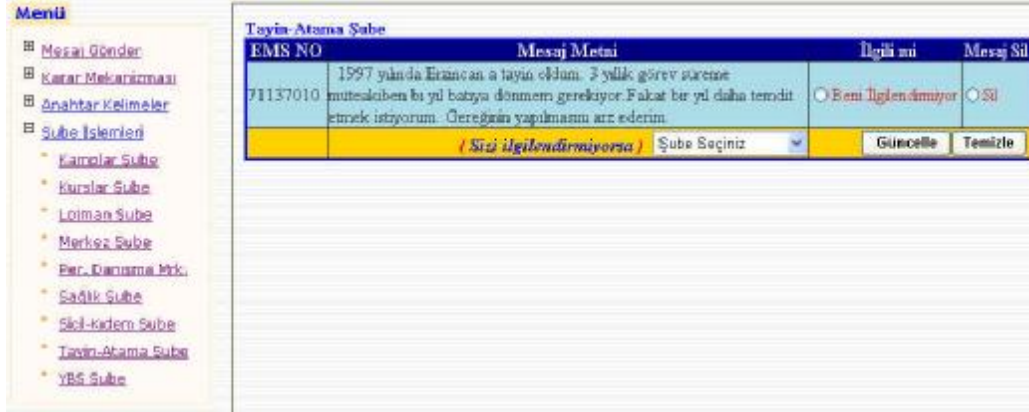 Menü
Mesaj Gönder
Karar Mekanizması
Anahtar Kelimeler
Şube İşlemleri
Kamplar Şube
Kurslar Şube
Lojman Şube
Merkez Şube
Per. Danışma Mrk.
Sağlık Şube
Sicil-Kıdem Şube
Tayin-Atama Şube
YBS Şube
Tayin-Atama Şube
EMS NO Mesaj Metni İlgili mi Mesaj Sil
1997 yılında Erzincan a tayin oldum. 3 yıllık görev süreme
71137010 müteakiben bi yıl batıya dönmem gerekiyor.Fakat bir yıl daha temdit Beni İlgilendirmiyor Sil
etmek istiyorum. Gereğinin yapılmasını arz ederim.
( Sizi ilgilendirmiyorsa ) Şube Seçiniz Güncelle Temizle